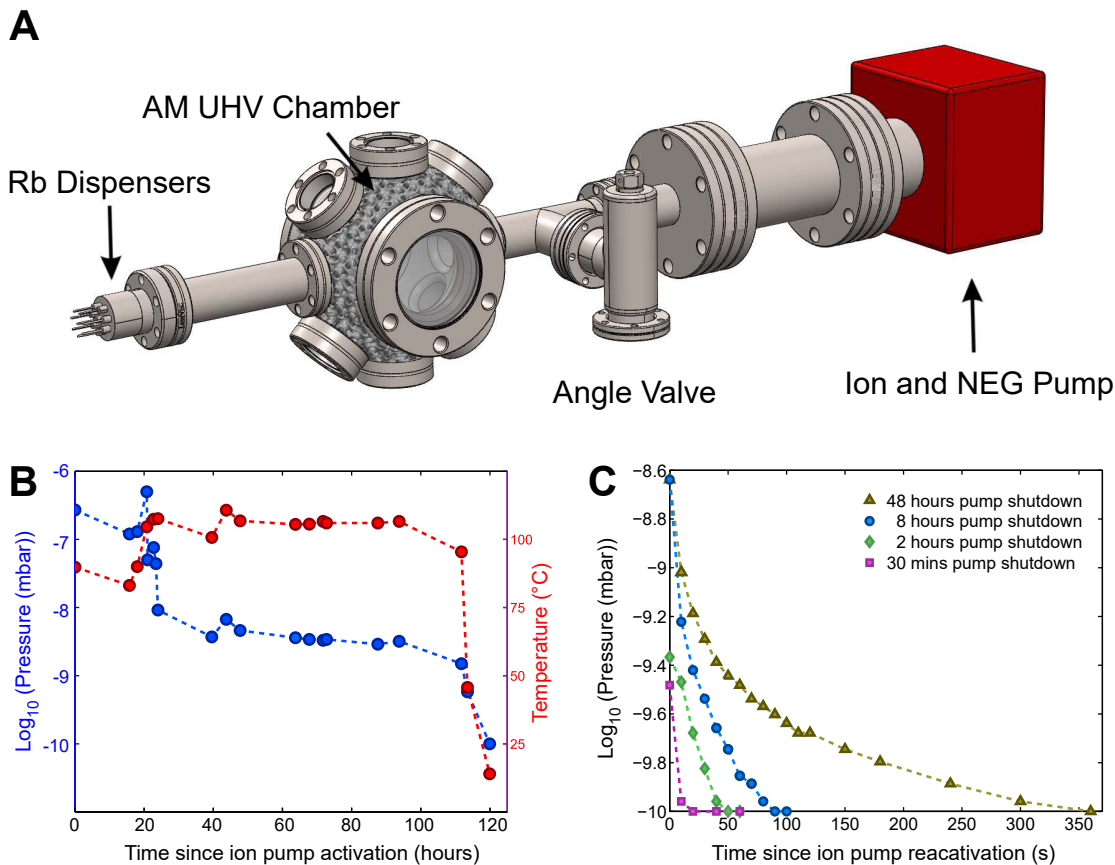 A
AM UHV Chamber
Rb Dispensers
Angle Valve
Ion and NEG Pump
B
-6
-7
-8
-9
-10
Log10 (Pressure (mbar))
100
75
50
25
Temperature (°C)
0 20 40 60 80 100 120
Time since ion pump activation (hours)
C
−8.6
−8.8
−9
−9.2
−9.4
−9.6
−9.8
−10
Log10 (Pressure (mbar))
48 hours pump shutdown
8 hours pump shutdown
2 hours pump shutdown
30 mins pump shutdown
0 50 100 150 200 250 300 350
Time since ion pump reacativation (s)